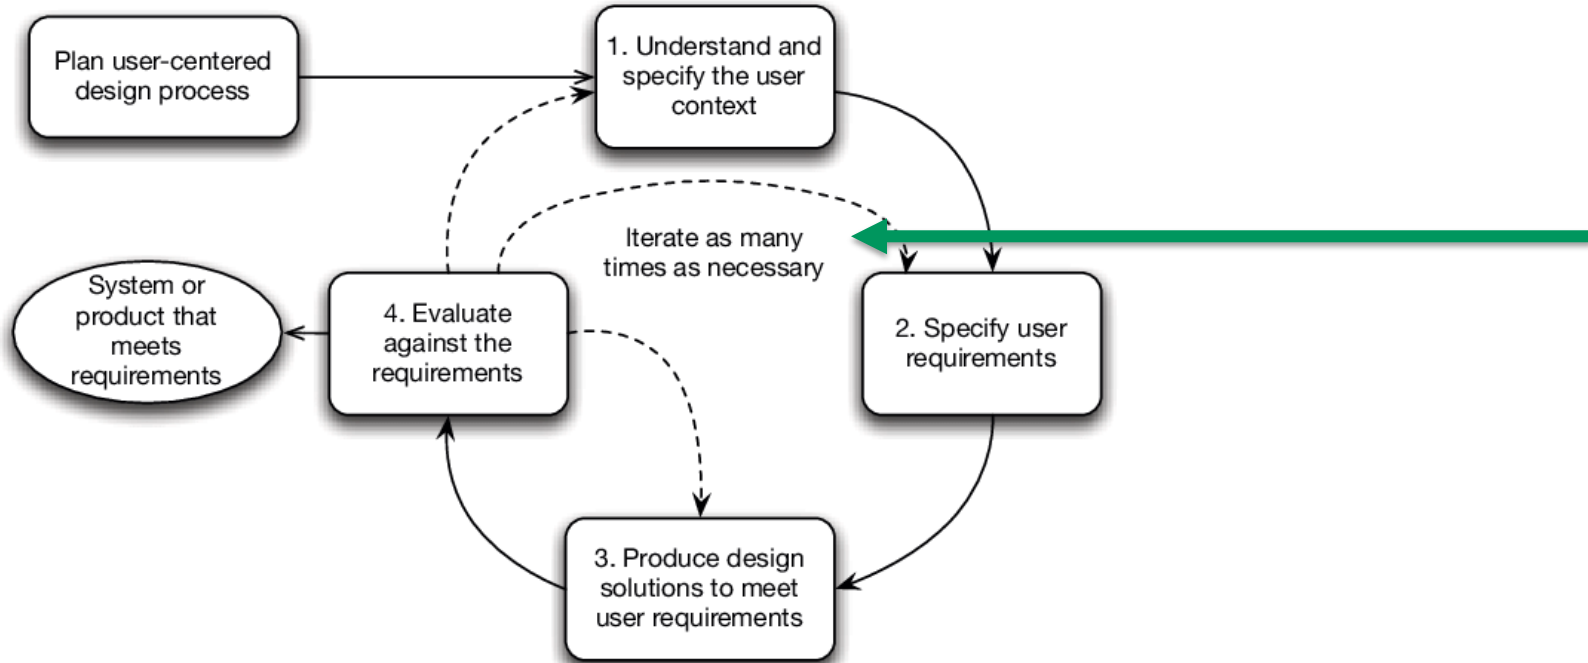 Plan user-centered
design process
1. Understand and
specify the user
context
Iterate as many
times as necessary
System or
product that
meets
requirements
4. Evaluate
against the
requirements
2. Specify user
requirements
3. Produce design
solutions to meet
user requirements